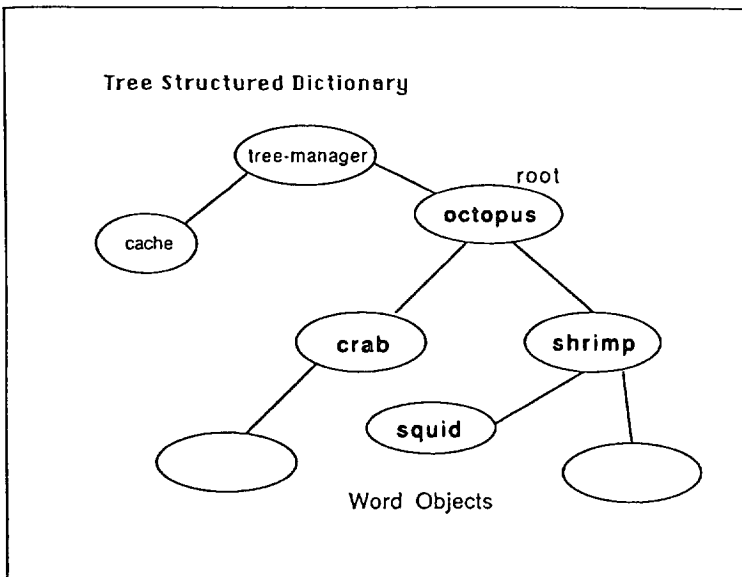 Tree Structured Dictionary
tree-manager
root
octopus
cache
crab
shrimp
squid
Word Objects